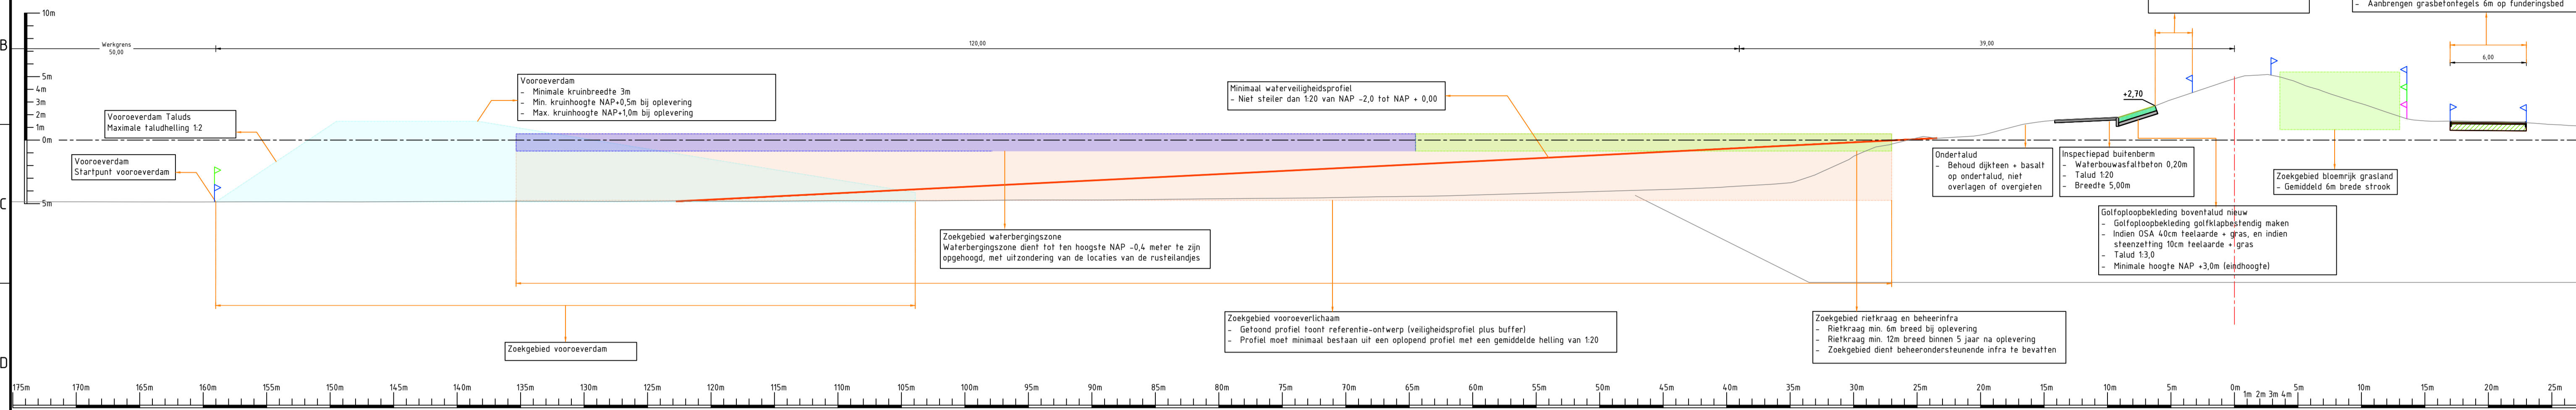 - Aanbrengen grasbetontegels 6m op funderingsbed
10m
B
Werkgrens
50,00
120,00
39,00
6,00
5m
4m
3m
2m
1m
0m
5m
C
D
Vooroeverdam
- Minimale kruinbreedte 3m
- Min. kruinhoogte NAP+0,5m bij oplevering
- Max. kruinhoogte NAP+1,0m bij oplevering
Minimaal waterveiligheidsprofiel
- Niet steiler dan 1:20 van NAP -2,0 tot NAP + 0,00
+2,70
Vooroeverdam Taluds
Maximale taludhelling 1:2
Vooroeverdam
Startpunt vooroeverdam
Ondertalud
- Behoud dijkteen + basalt
op ondertalud, niet
overlagen of overgieten
Inspectiepad buitenberm
- Waterbouwasfaltbeton 0,20m
- Talud 1:20
- Breedte 5,00m
Zoekgebied bloemrijk grasland
- Gemiddeld 6m brede strook
Golfoploopbekleding boventalud nieuw
- Golfoploopbekleding golfklapbestendig maken
- Indien OSA 40cm teelaarde + gras, en indien
steenzetting 10cm teelaarde + gras
- Talud 1:3,0
- Minimale hoogte NAP +3,0m (eindhoogte)
Zoekgebied waterbergingszone
Waterbergingszone dient tot ten hoogste NAP -0,4 meter te zijn
opgehoogd, met uitzondering van de locaties van de rusteilandjes
Zoekgebied vooroeverlichaam
- Getoond profiel toont referentie-ontwerp (veiligheidsprofiel plus buffer)
- Profiel moet minimaal bestaan uit een oplopend profiel met een gemiddelde helling van 1:20
Zoekgebied rietkraag en beheerinfra
- Rietkraag min. 6m breed bij oplevering
- Rietkraag min. 12m breed binnen 5 jaar na oplevering
- Zoekgebied dient beheerondersteunende infra te bevatten
Zoekgebied vooroeverdam
175m 170m 165m 160m 155m 150m 145m 140m 135m 130m 125m 120m 115m 110m 105m 100m 95m 90m 85m 80m 75m 70m 65m 60m 55m 50m 45m 40m 35m 30m 25m 20m 15m 10m 5m 0m 5m 10m 15m 20m 25m
1m 2m 3m 4m